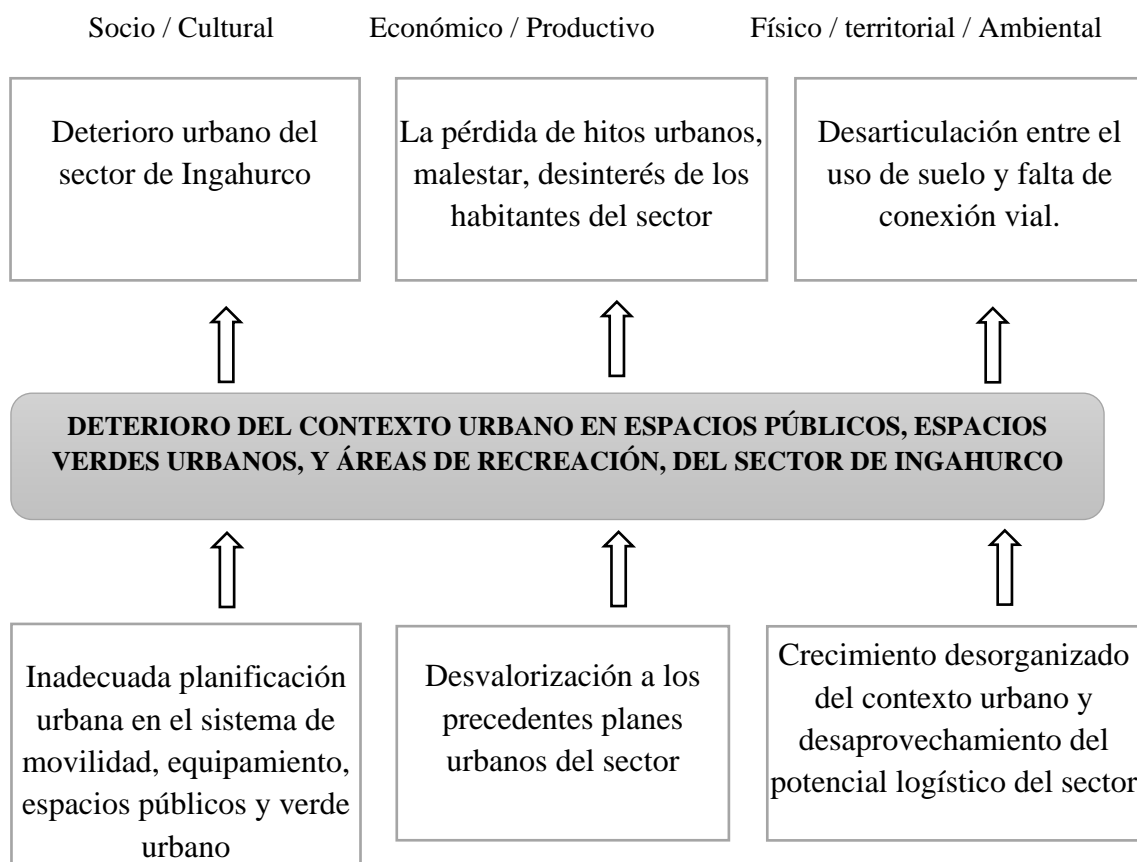 Socio / Cultural
Económico / Productivo
Físico / territorial / Ambiental
Deterioro urbano del
sector de Ingahurco
La pérdida de hitos urbanos,
malestar, desinterés de los
habitantes del sector
Desarticulación entre el
uso de suelo y falta de
conexión vial.
DETERIORO DEL CONTEXTO URBANO EN ESPACIOS PÚBLICOS, ESPACIOS
VERDES URBANOS, Y ÁREAS DE RECREACIÓN, DEL SECTOR DE INGAHURCO
Inadecuada planificación
urbana en el sistema de
movilidad, equipamiento,
espacios públicos y verde
urbano
Desvalorización a los
precedentes planes
urbanos del sector
Crecimiento desorganizado
del contexto urbano y
desaprovechamiento del
potencial logístico del sector